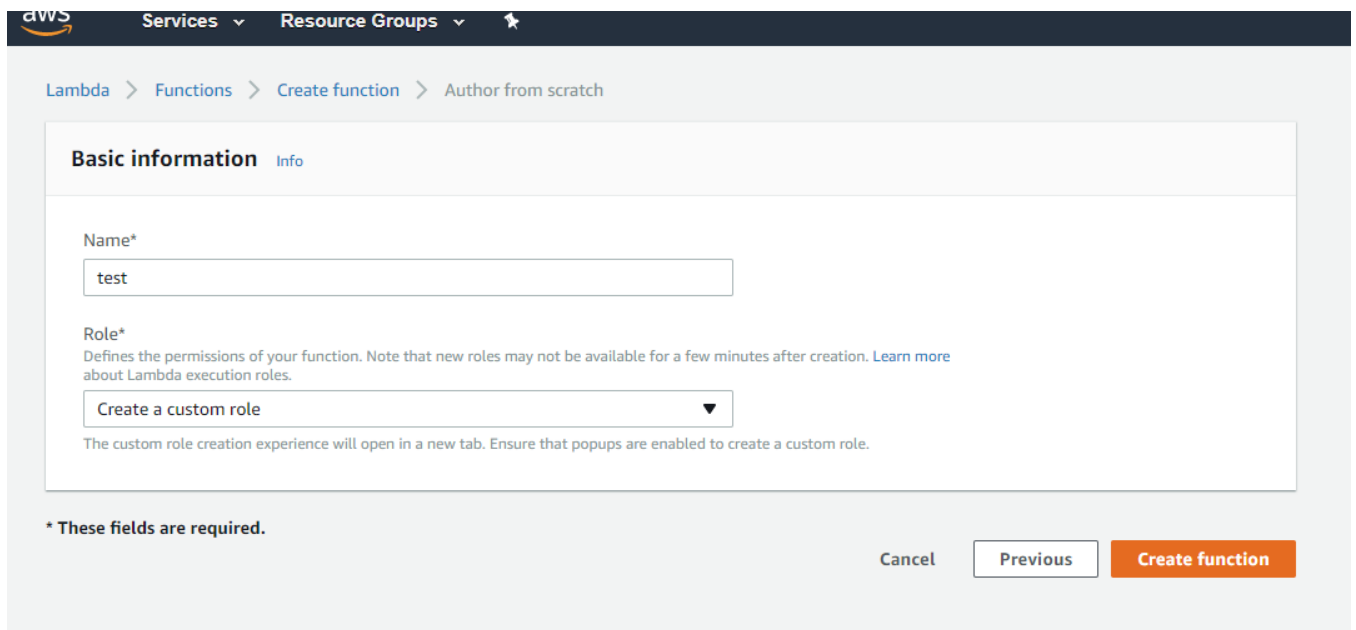 aws Services Resource Groups
Lambda > Functions > Create function > Author from scratch
Basic information Info
Name*
test
Role*
Defines the permissions of your function. Note that new roles may not be available for a few minutes after creation. Learn more
about Lambda execution roles.
Create a custom role
The custom role creation experience will open in a new tab. Ensure that popups are enabled to create a custom role.
* These fields are required.
Cancel Previous Create function